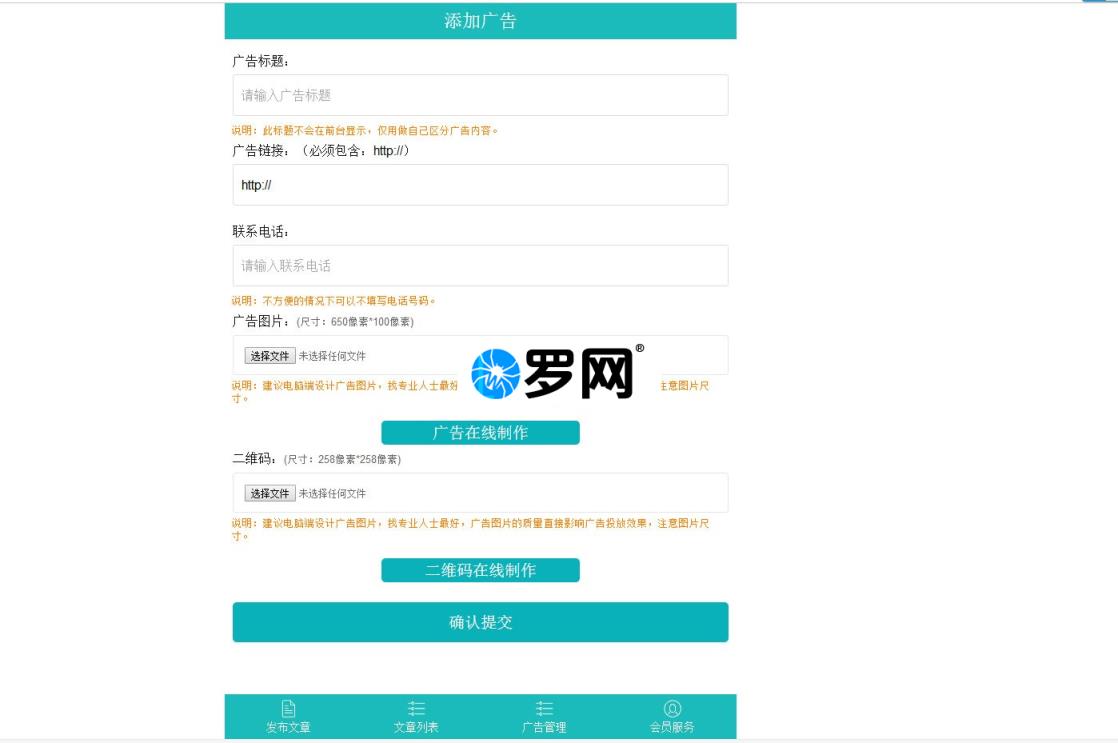 添加广告
广告标题：
请输入广告标题
说明：此标题不会在前台显示，仅用做自己区分广告内容。
广告链接：（必须包含：http://）
http://
联系电话：
请输入联系电话
说明：不方便的情况下可以不填写电话号码。
广告图片：(尺寸：650像素*100像素)
选择文件 未选择任何文件
罗网®
说明：建议电脑端设计广告图片，找专业人士最好 注意图片尺
寸。
广告在线制作
二维码：(尺寸：258像素*258像素)
选择文件 未选择任何文件
说明：建议电脑端设计广告图片，找专业人士最好，广告图片的质量直接影响广告投放效果，注意图片尺
寸。
二维码在线制作
确认提交
发布文章 文章列表 广告管理 会员服务